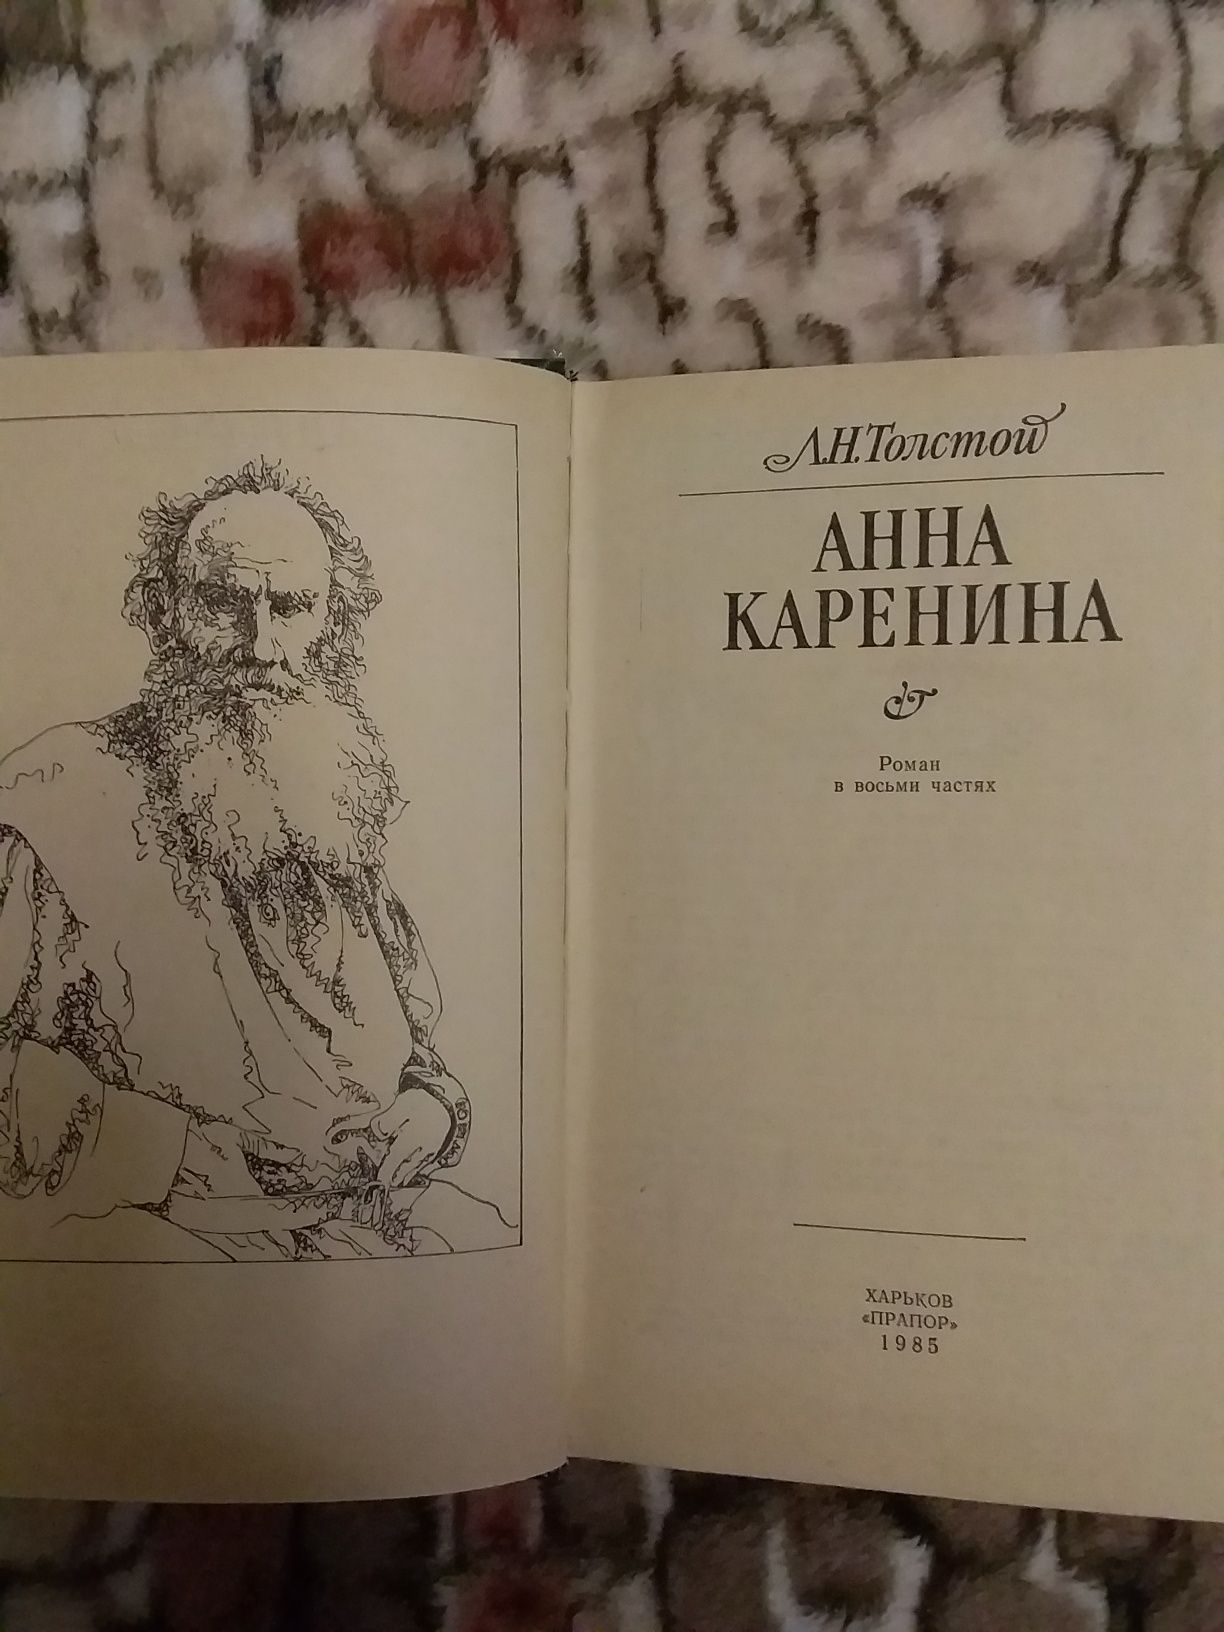 Л.Н.Толстой
АННА
КАРЕНИНА
Роман
в восьми частях
ХАРЬКОВ
«ПРАПОР»
1985